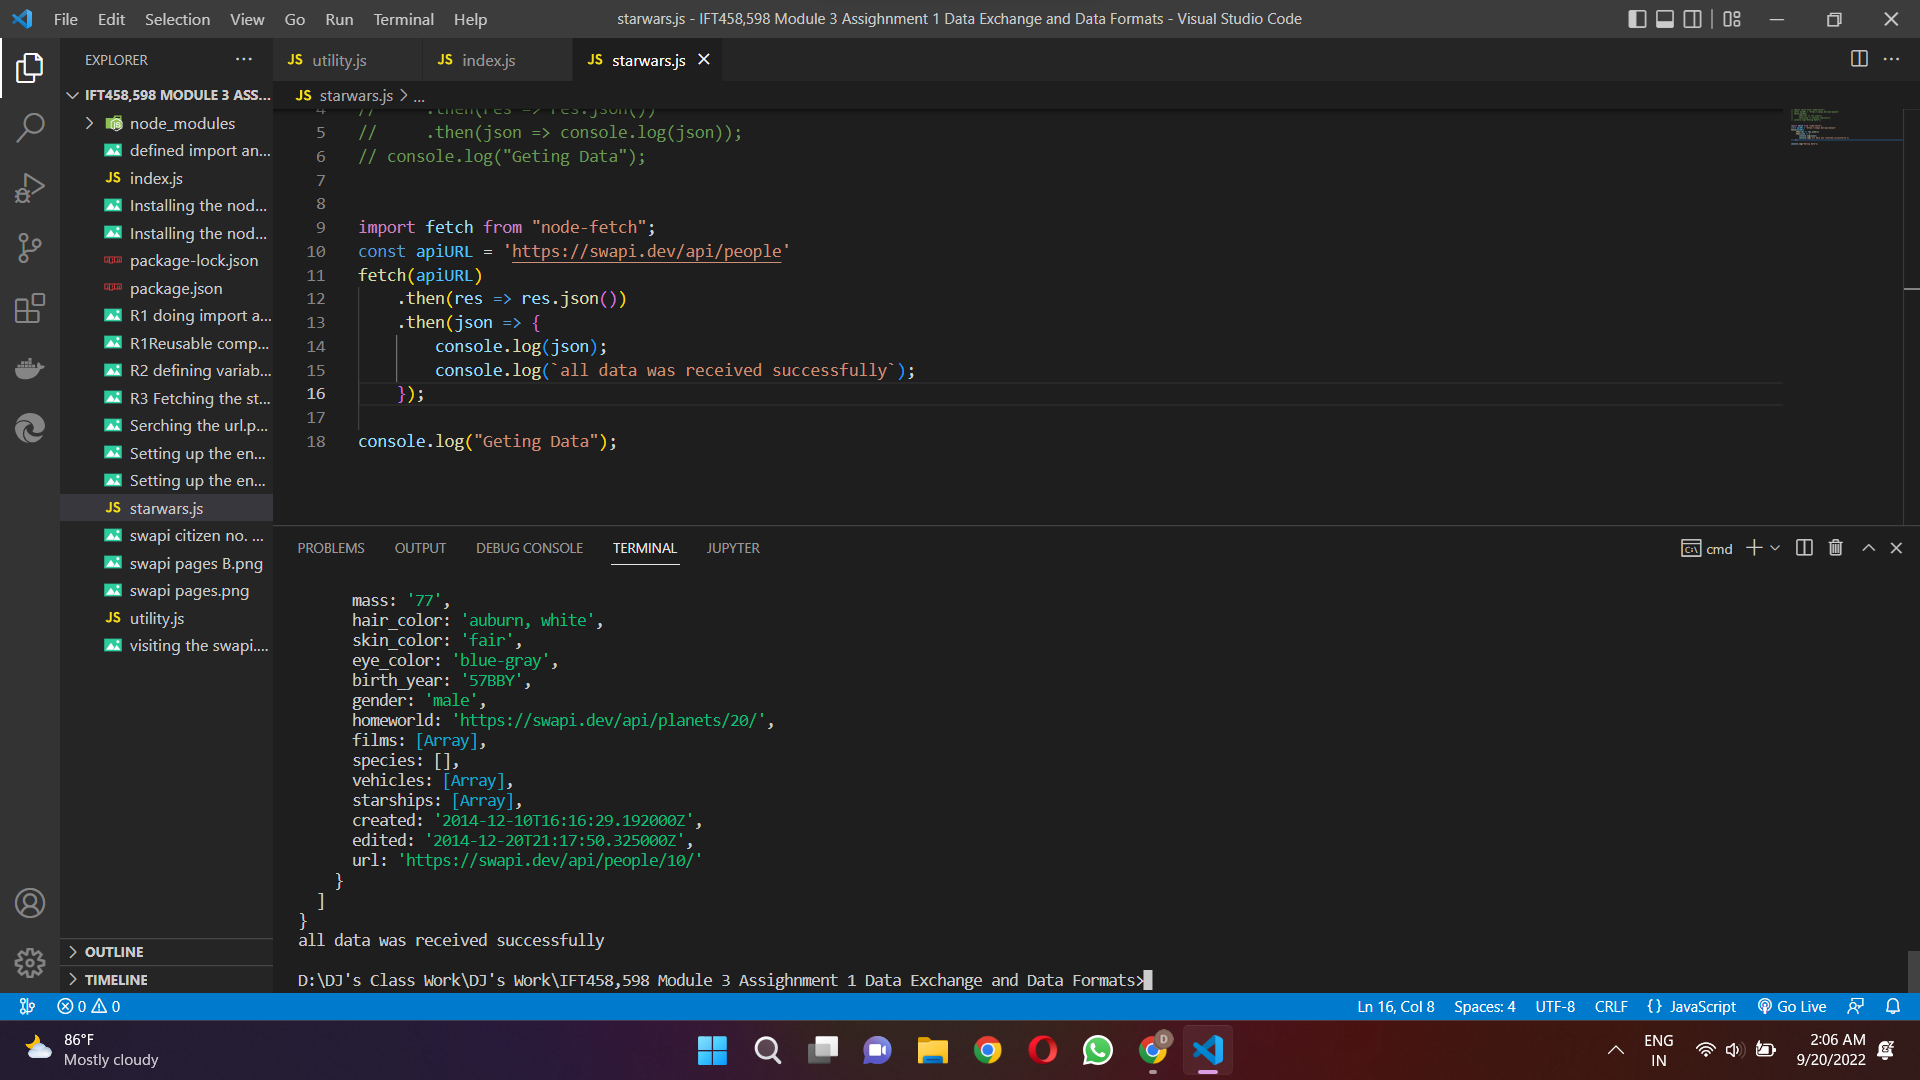 File Edit Selection View Go Run Terminal Help
starwars.js - IFT458,598 Module 3 Assighnment 1 Data Exchange and Data Formats - Visual Studio Code
EXPLORER ···
JS utility.js
JS index.js
JS starwars.js
IFT458,598 MODULE 3 ASS...
node_modules
defined import an...
JS index.js
Installing the nod...
Installing the nod...
package-lock.json
package.json
R1 doing import a...
R1Reusable comp...
R2 defining variab...
R3 Fetching the st...
Serching the url.p...
Setting up the en...
Setting up the en...
JS starwars.js
swapi citizen no. ...
swapi pages B.png
swapi pages.png
JS utility.js
visiting the swapi....
OUTLINE
TIMELINE
JS starwars.js > ...
4 // .then(res => res.json())
5 // .then(json => console.log(json));
6 // console.log("Geting Data");
7
8
9 import fetch from "node-fetch";
10 const apiURL = 'https://swapi.dev/api/people'
11 fetch(apiURL)
12 .then(res => res.json())
13 .then(json => {
14 console.log(json);
15 console.log(`all data was received successfully`);
16 });
17
18 console.log("Geting Data");
PROBLEMS OUTPUT DEBUG CONSOLE TERMINAL JUPYTER
cmd
mass: '77',
hair_color: 'auburn, white',
skin_color: 'fair',
eye_color: 'blue-gray',
birth_year: '57BBY',
gender: 'male',
homeworld: 'https://swapi.dev/api/planets/20/',
films: [Array],
species: [],
vehicles: [Array],
starships: [Array],
created: '2014-12-10T16:16:29.192000Z',
edited: '2014-12-20T21:17:50.325000Z',
url: 'https://swapi.dev/api/people/10/'
}
]
}
all data was received successfully
D:\DJ's Class Work\DJ's Work\IFT458,598 Module 3 Assighnment 1 Data Exchange and Data Formats>
0 0
Ln 16, Col 8 Spaces: 4 UTF-8 CRLF {} JavaScript Go Live
86°F
Mostly cloudy
D
ENG
IN
2:06 AM
9/20/2022